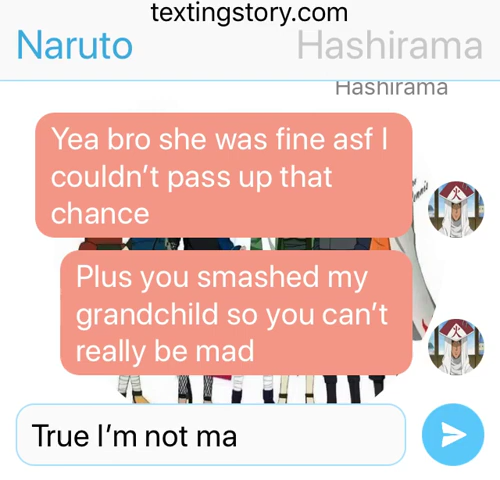 textingstory.com
Naruto
Hashirama
Hashirama
Yea bro she was fine asf I
couldn’t pass up that
chance
Plus you smashed my
grandchild so you can’t
really be mad
True I’m not ma